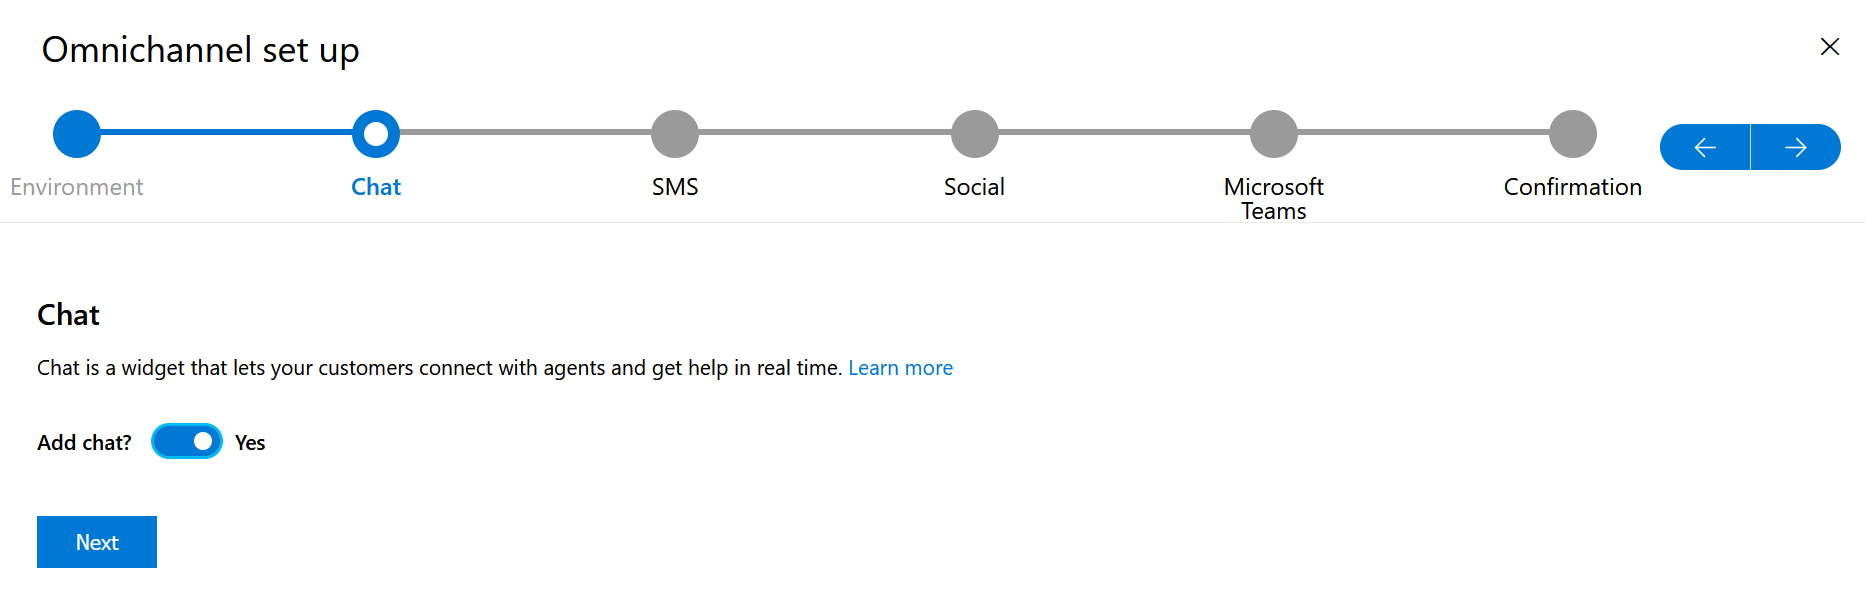 Omnichannel set up
Environment
Chat
SMS
Social
Microsoft
Teams
Confirmation
Chat
Chat is a widget that lets your customers connect with agents and get help in real time. Learn more
Add chat? Yes
Next